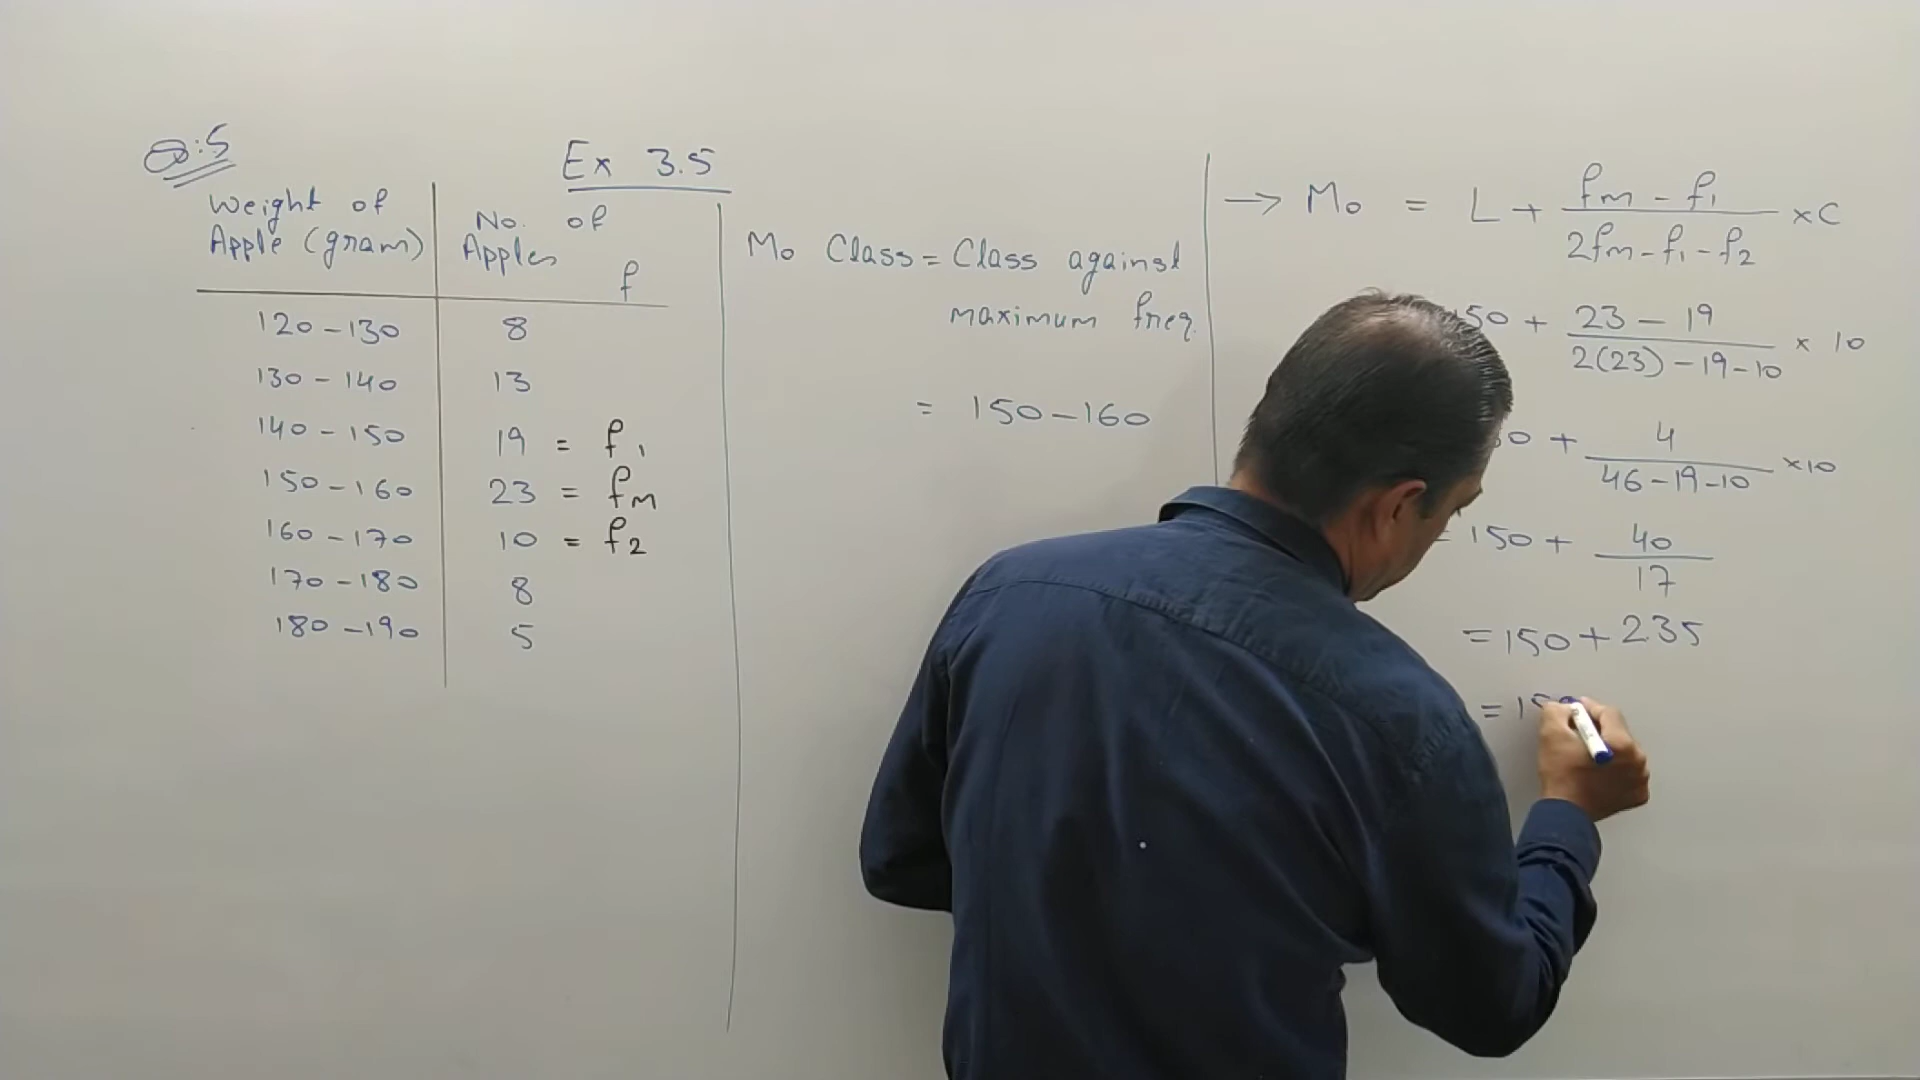 Q:5
Ex 3.5
Weight of Apple (gram)
No. of Apples f
120-130 8
130-140 13
140-150 19 = f1
150-160 23 = fm
160-170 10 = f2
170-180 8
180-190 5
Mo Class = Class against
maximum freq.
= 150-160
→ Mo = L + fm - f1 / 2fm - f1 - f2 × C
150 + 23 - 19 / 2(23) - 19 - 10 × 10
+ 4 / 46 - 19 - 10 × 10
= 150 + 40 / 17
= 150 + 2.35
= 15